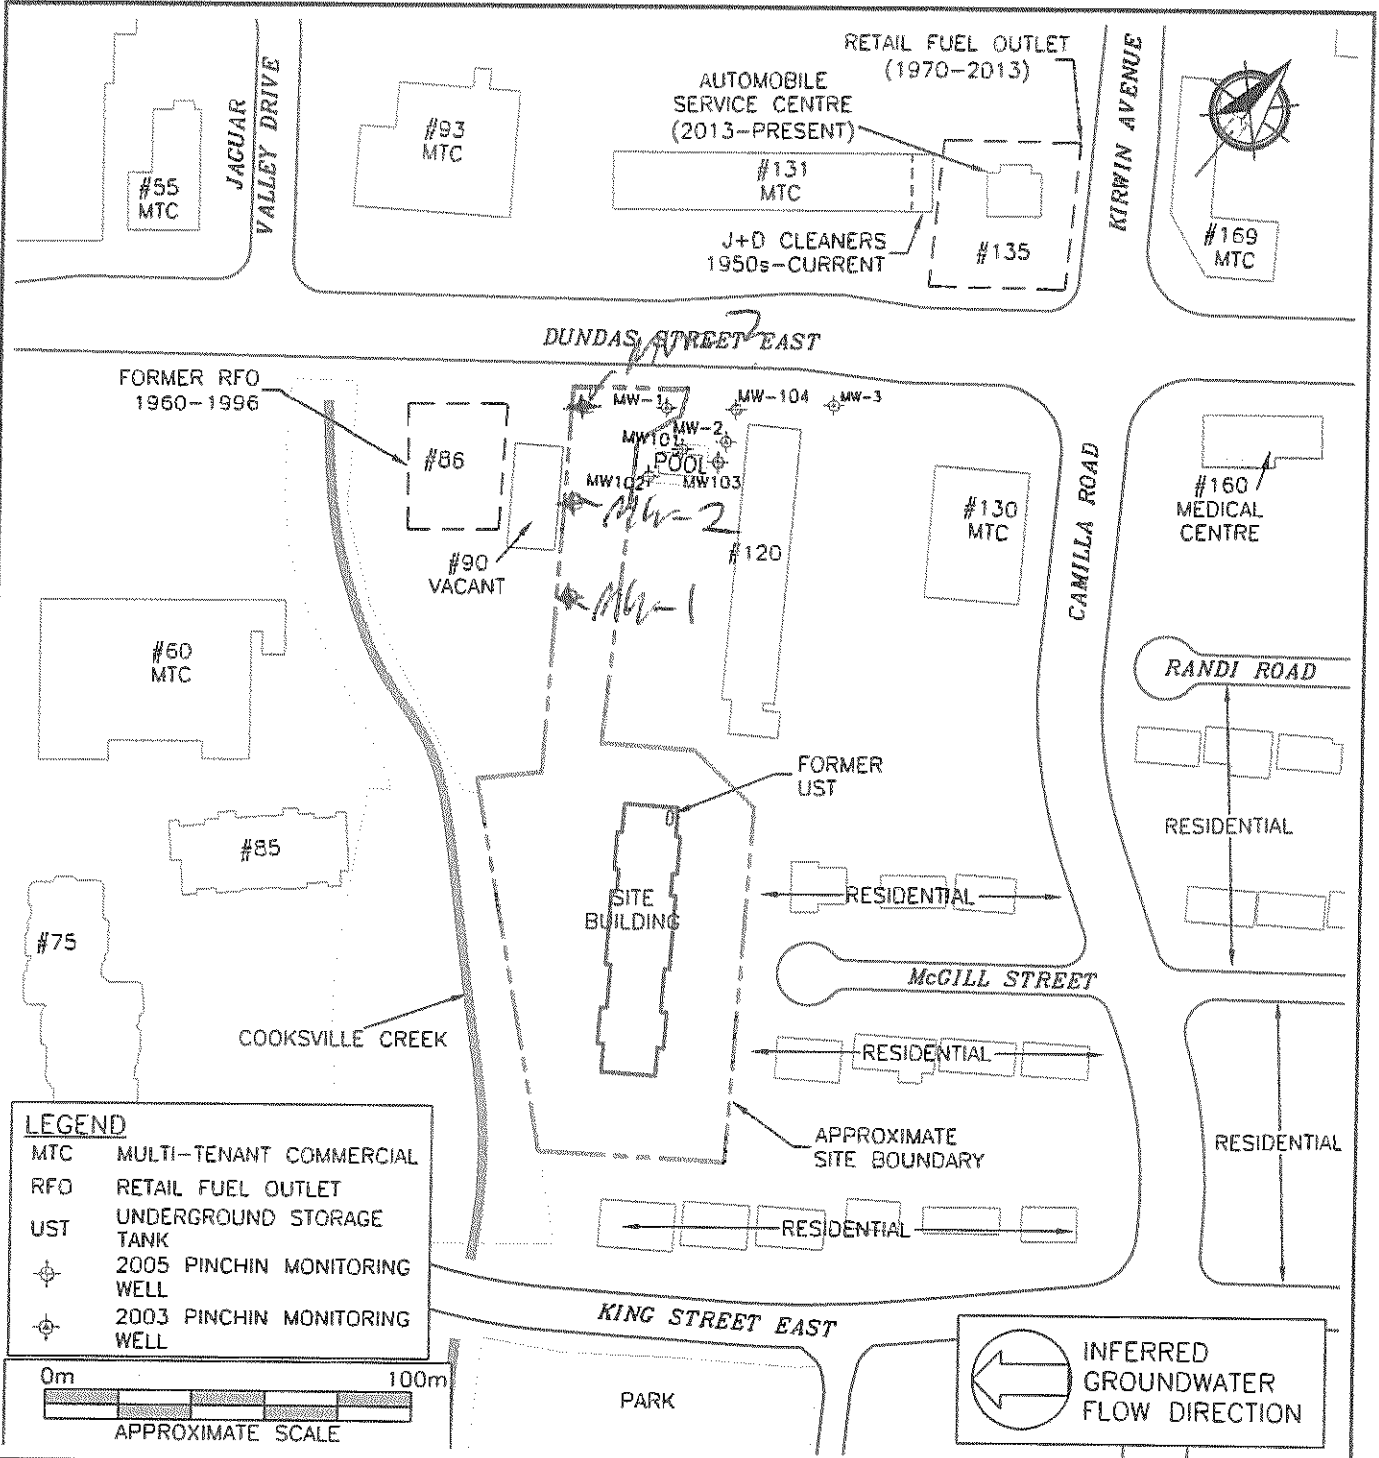 RETAIL FUEL OUTLET
(1970-2013)
AUTOMOBILE
SERVICE CENTRE
(2013-PRESENT)
JAGUAR
VALLEY DRIVE
KIRWIN AVENUE
#55
MTC
#93
MTC
#131
MTC
J+D CLEANERS
1950s-CURRENT
#135
#169
MTC
DUNDAS STREET EAST
FORMER RFO
1960-1996
#86
#90
VACANT
MW-1
MW-104
MW-3
MW-2
MW101
POOL
MW102
MW103
MW-2
MW-1
#120
#130
MTC
CAMILLA ROAD
#160
MEDICAL
CENTRE
#60
MTC
RANDI ROAD
FORMER
UST
RESIDENTIAL
#85
SITE
BUILDING
RESIDENTIAL
#75
McGILL STREET
COOKSVILLE CREEK
RESIDENTIAL
APPROXIMATE
SITE BOUNDARY
RESIDENTIAL
RESIDENTIAL
KING STREET EAST
PARK
LEGEND
MTC MULTI-TENANT COMMERCIAL
RFO RETAIL FUEL OUTLET
UST UNDERGROUND STORAGE
TANK
2005 PINCHIN MONITORING
WELL
2003 PINCHIN MONITORING
WELL
0m 100m
APPROXIMATE SCALE
INFERRED
GROUNDWATER
FLOW DIRECTION